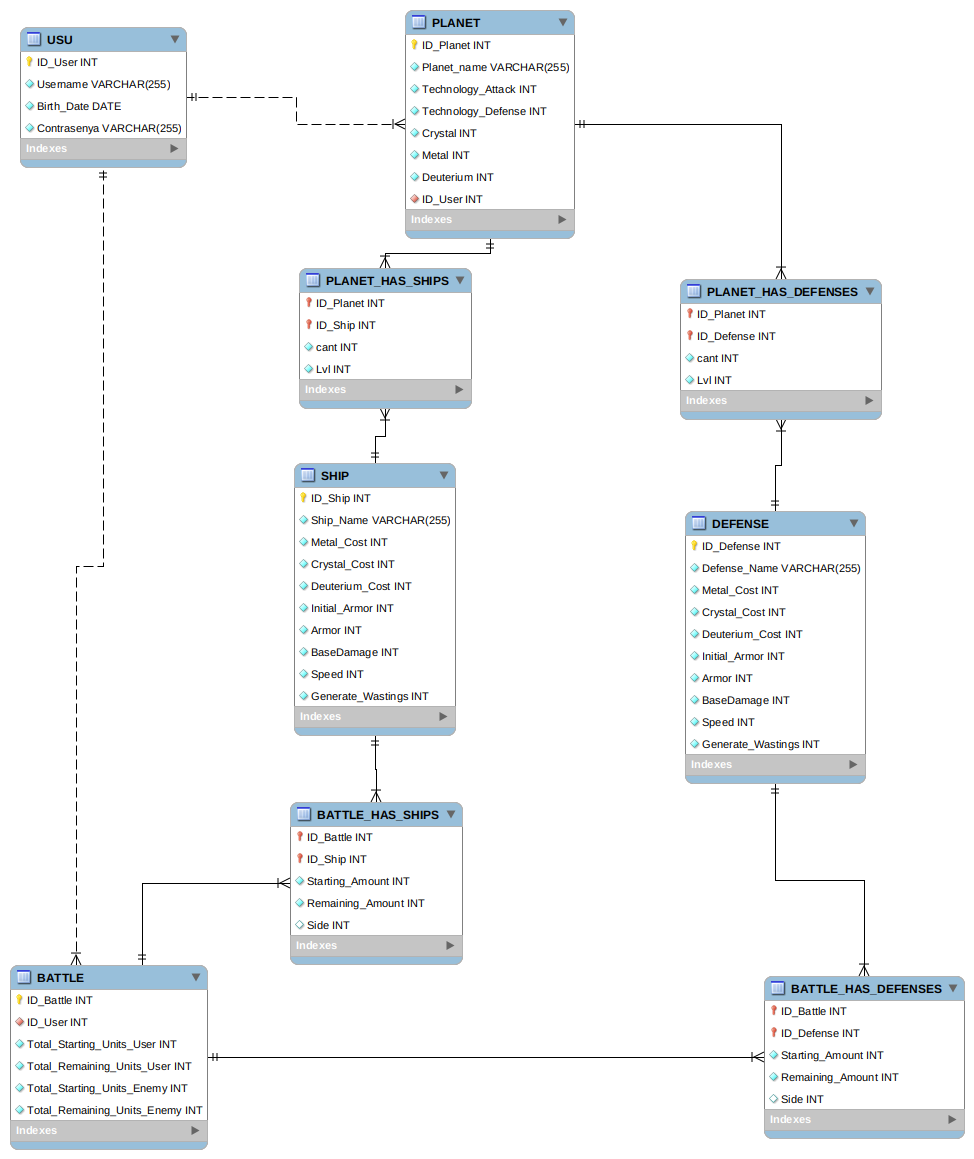 USU
ID_User INT
Username VARCHAR(255)
Birth_Date DATE
Contrasenya VARCHAR(255)
Indexes
PLANET
ID_Planet INT
Planet_name VARCHAR(255)
Technology_Attack INT
Technology_Defense INT
Crystal INT
Metal INT
Deuterium INT
ID_User INT
Indexes
PLANET_HAS_SHIPS
ID_Planet INT
ID_Ship INT
cant INT
Lvl INT
Indexes
PLANET_HAS_DEFENSES
ID_Planet INT
ID_Defense INT
cant INT
Lvl INT
Indexes
SHIP
ID_Ship INT
Ship_Name VARCHAR(255)
Metal_Cost INT
Crystal_Cost INT
Deuterium_Cost INT
Initial_Armor INT
Armor INT
BaseDamage INT
Speed INT
Generate_Wastings INT
Indexes
DEFENSE
ID_Defense INT
Defense_Name VARCHAR(255)
Metal_Cost INT
Crystal_Cost INT
Deuterium_Cost INT
Initial_Armor INT
Armor INT
BaseDamage INT
Speed INT
Generate_Wastings INT
Indexes
BATTLE_HAS_SHIPS
ID_Battle INT
ID_Ship INT
Starting_Amount INT
Remaining_Amount INT
Side INT
Indexes
BATTLE
ID_Battle INT
ID_User INT
Total_Starting_Units_User INT
Total_Remaining_Units_User INT
Total_Starting_Units_Enemy INT
Total_Remaining_Units_Enemy INT
Indexes
BATTLE_HAS_DEFENSES
ID_Battle INT
ID_Defense INT
Starting_Amount INT
Remaining_Amount INT
Side INT
Indexes